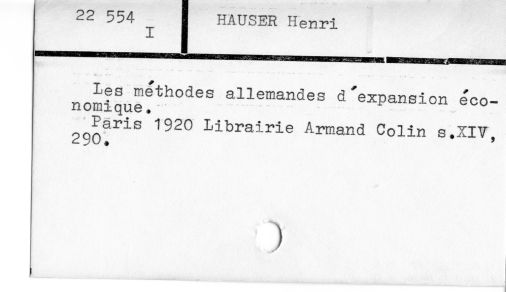 22 554
I
HAUSER Henri
Les méthodes allemandes d'expansion éco-
nomique.
Paris 1920 Librairie Armand Colin s.XIV,
290.